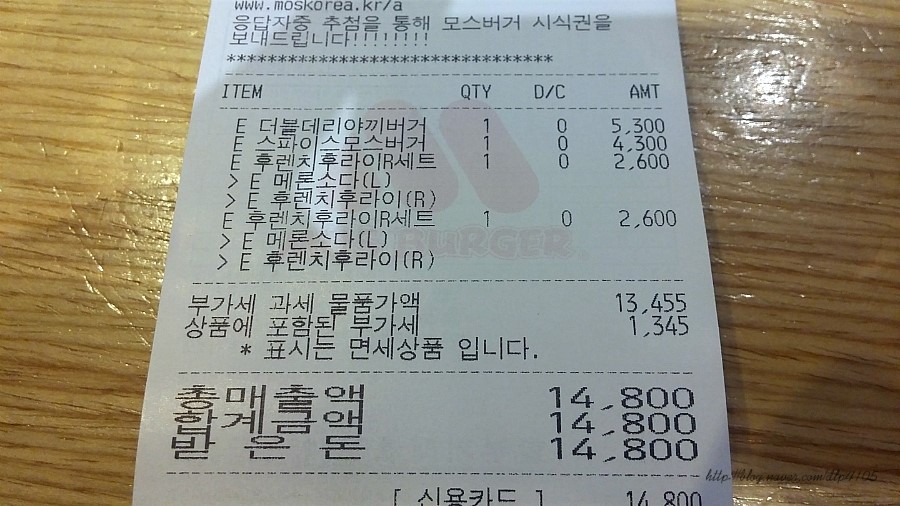 www.moskorea.kr/a
응답자중 추첨을 통해 모스버거 시식권을
보내드립니다!!!!!!!!
*********************************
ITEM QTY D/C AMT
E 더블데리야끼버거 1 0 5,300
E 스파이스모스버거 1 0 4,300
E 후렌치후라이R세트 1 0 2,600
> E 메론소다(L)
> E 후렌치후라이(R)
E 후렌치후라이R세트 1 0 2,600
> E 메론소다(L)
> E 후렌치후라이(R)
BURGER
부가세 과세 물품가액 13,455
상품에 포함된 부가세 1,345
* 표시는 면세상품 입니다.
총매출액 14,800
합계금액 14,800
받은돈 14,800
[ 신용카드 ] 14,800